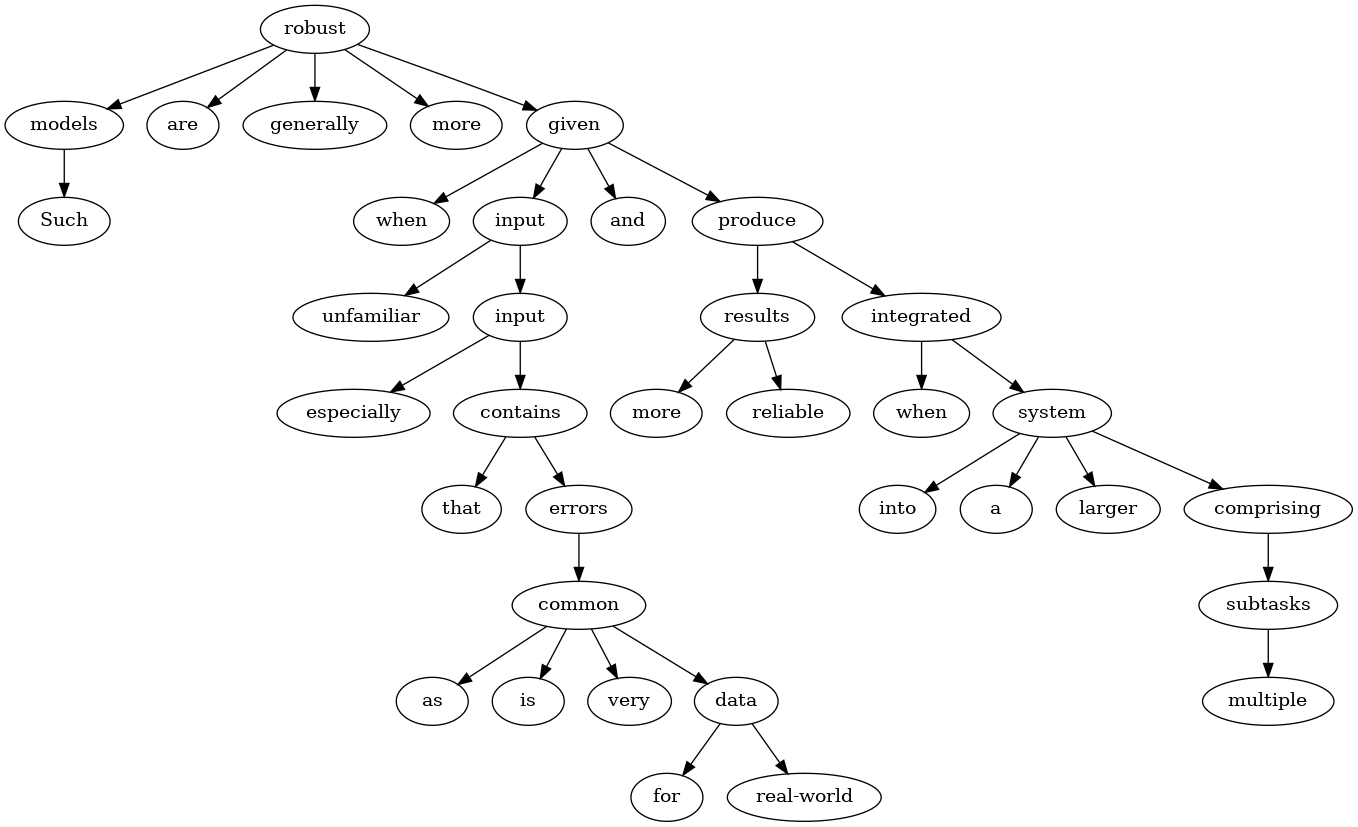 robust
models are generally more given
Such when input and produce
unfamiliar input results integrated
especially contains more reliable when system
that errors into a larger comprising
common subtasks
as is very data multiple
for real-world